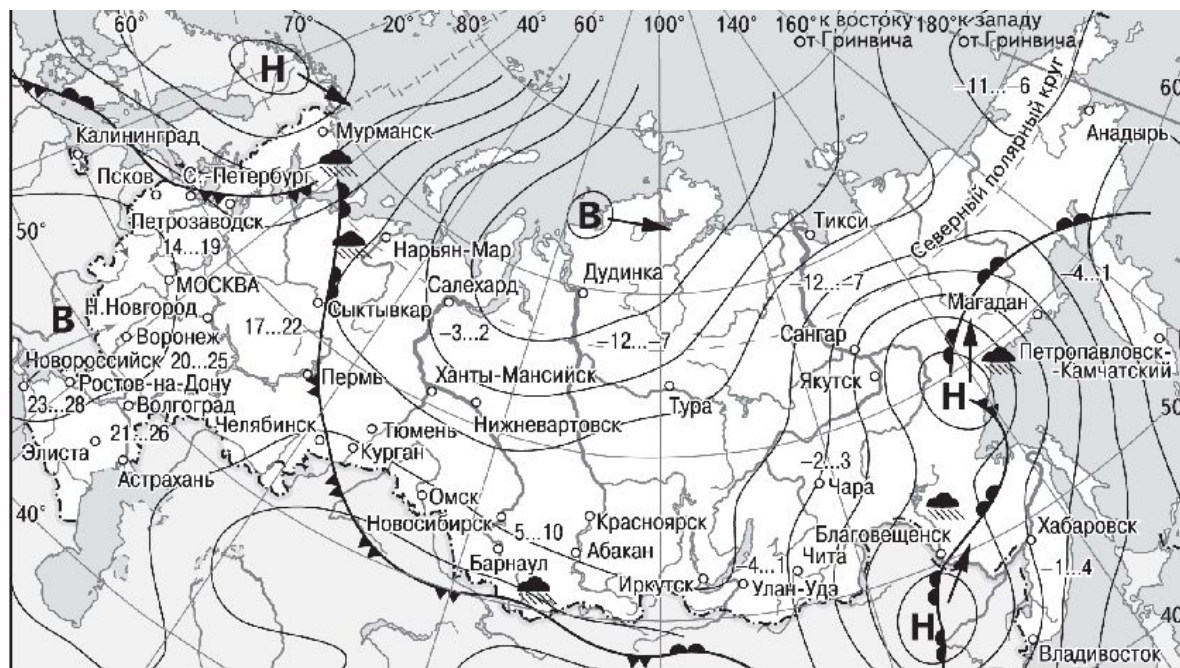 60° 70° 20° 40° 60° 100° 140° 160° к востоку 180° к западу
от Гринвича от Гринвича
Н
-11...-6
60°
Калининград
Мурманск
Анадырь
Псков С.-Петербург
Северный полярный круг
Петрозаводск
В
Тикси
50°
14...19
Нарьян-Мар
МОСКВА
Дудинка
-12...-7
-4...1
Н.Новгород
Салехард
Сыктывкар
Магадан
В
17...22
-3...2
-12...-7
Сангар
Воронеж
Петропавловск-
-Камчатский
Новороссийск 20...25
Ростов-на-Дону
Пермь
Ханты-Мансийск
Якутск
Н
50°
23...28
Волгоград
Тура
21...26
Челябинск
Тюмень
Нижневартовск
Элиста
Курган
-2...3
Астрахань
Чара
Омск
40°
Новосибирск
Красноярск
Благовещенск
Хабаровск
5...10
Абакан
Чита
Барнаул
Иркутск
-4...1
Улан-Удэ
-1...4
Н
40°
Владивосток